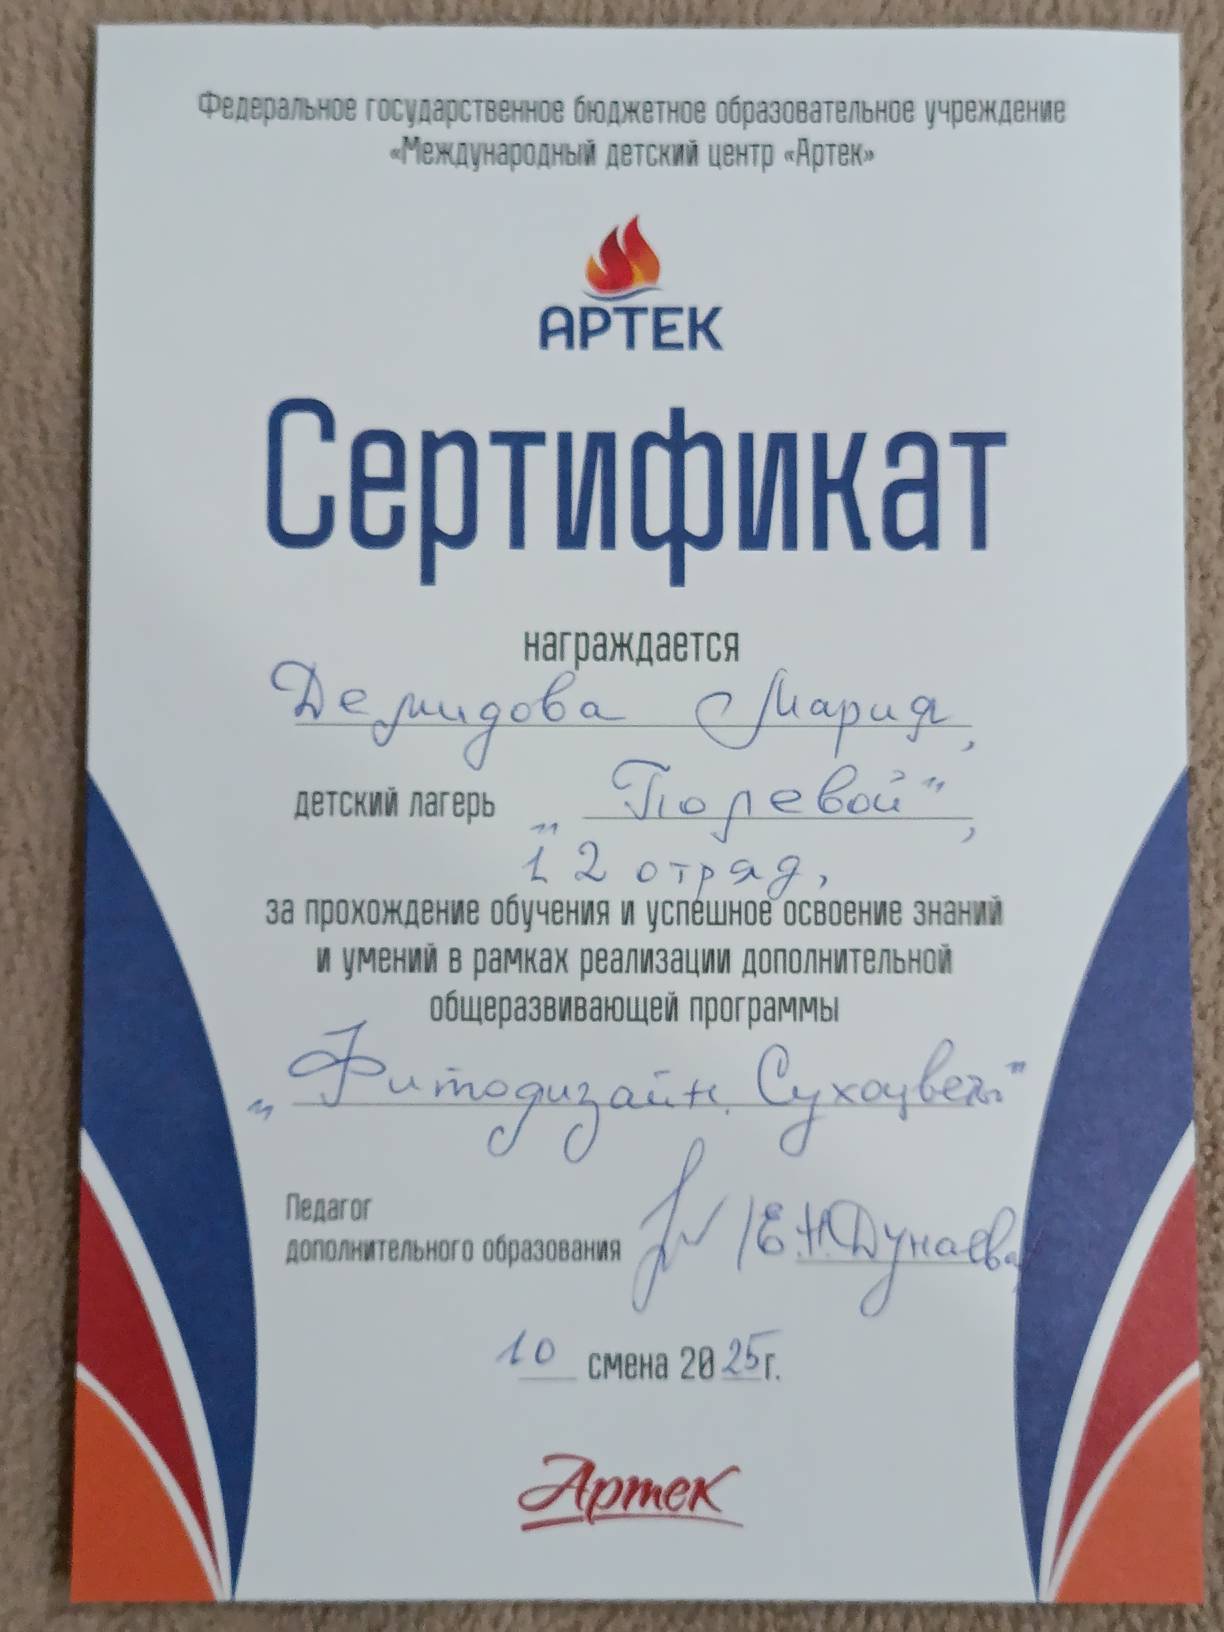 Федеральное государственное бюджетное образовательное учреждение
«Международный детский центр «Артек»
АРТЕК
Сертификат
награждается
Демидова Мария,
детский лагерь "Полевой",
12 отряд,
за прохождение обучения и успешное освоение знаний
и умений в рамках реализации дополнительной
общеразвивающей программы
"Фитодизайн. Сухоцветы"
Педагог
дополнительного образования /Е.Н.Дунаева/
10 смена 2025г.
Артек